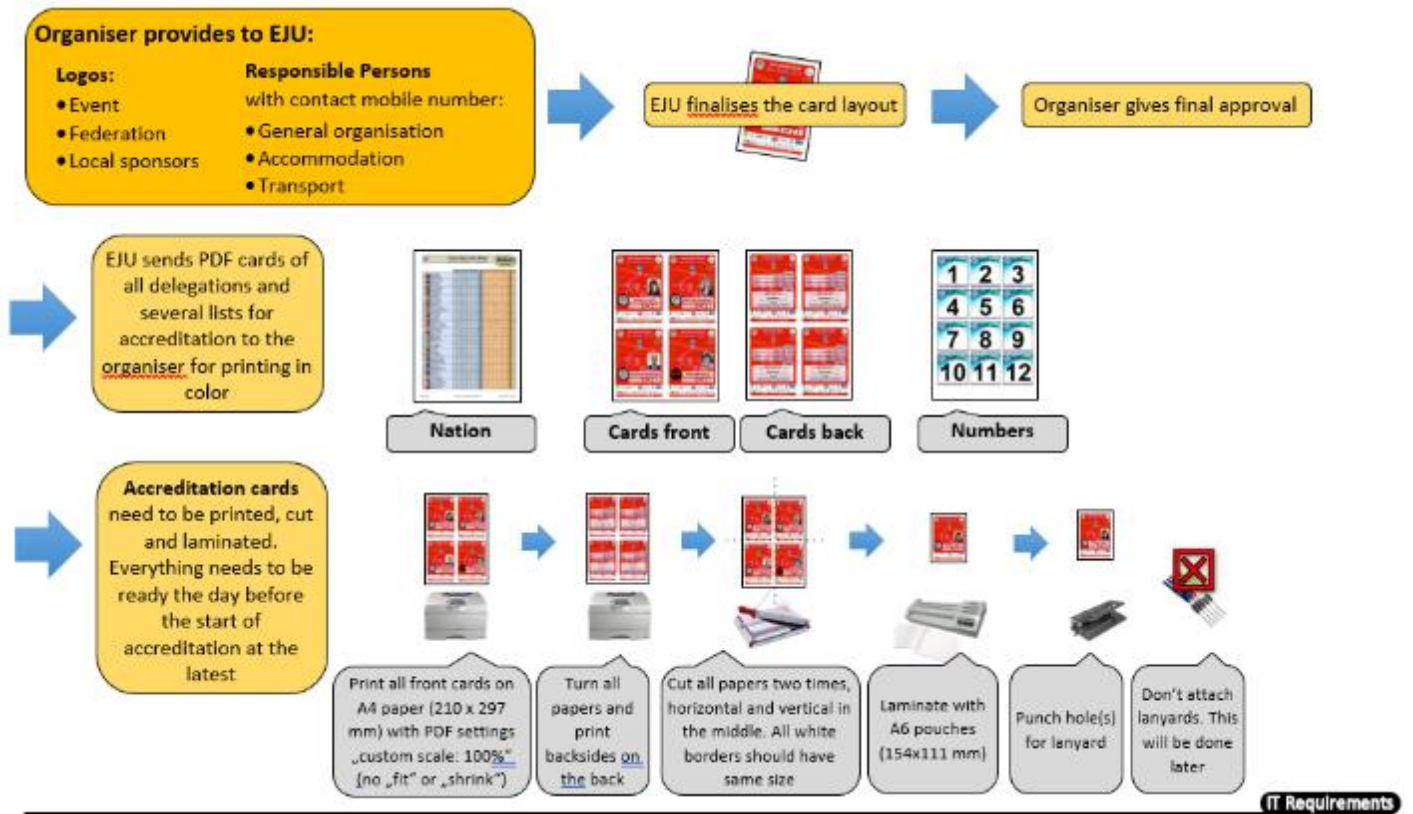 Organiser provides to EJU:
Logos:
• Event
• Federation
• Local sponsors
Responsible Persons
with contact mobile number:
• General organisation
• Accommodation
• Transport
EJU finalises the card layout
Organiser gives final approval
EJU sends PDF cards of
all delegations and
several lists for
accreditation to the
organiser for printing in
color
Nation
Cards front
Cards back
1 2 3
4 5 6
7 8 9
10 11 12
Numbers
Accreditation cards
need to be printed, cut
and laminated.
Everything needs to be
ready the day before
the start of
accreditation at the
latest
Print all front cards on
A4 paper (210 x 297
mm) with PDF settings
„custom scale: 100%“
(no „fit“ or „shrink“)
Turn all
papers and
print
backsides on
the back
Cut all papers two times,
horizontal and vertical in
the middle. All white
borders should have
same size
Laminate with
A6 pouches
(154x111 mm)
Punch hole(s)
for lanyard
Don't attach
lanyards. This
will be done
later
IT Requirements